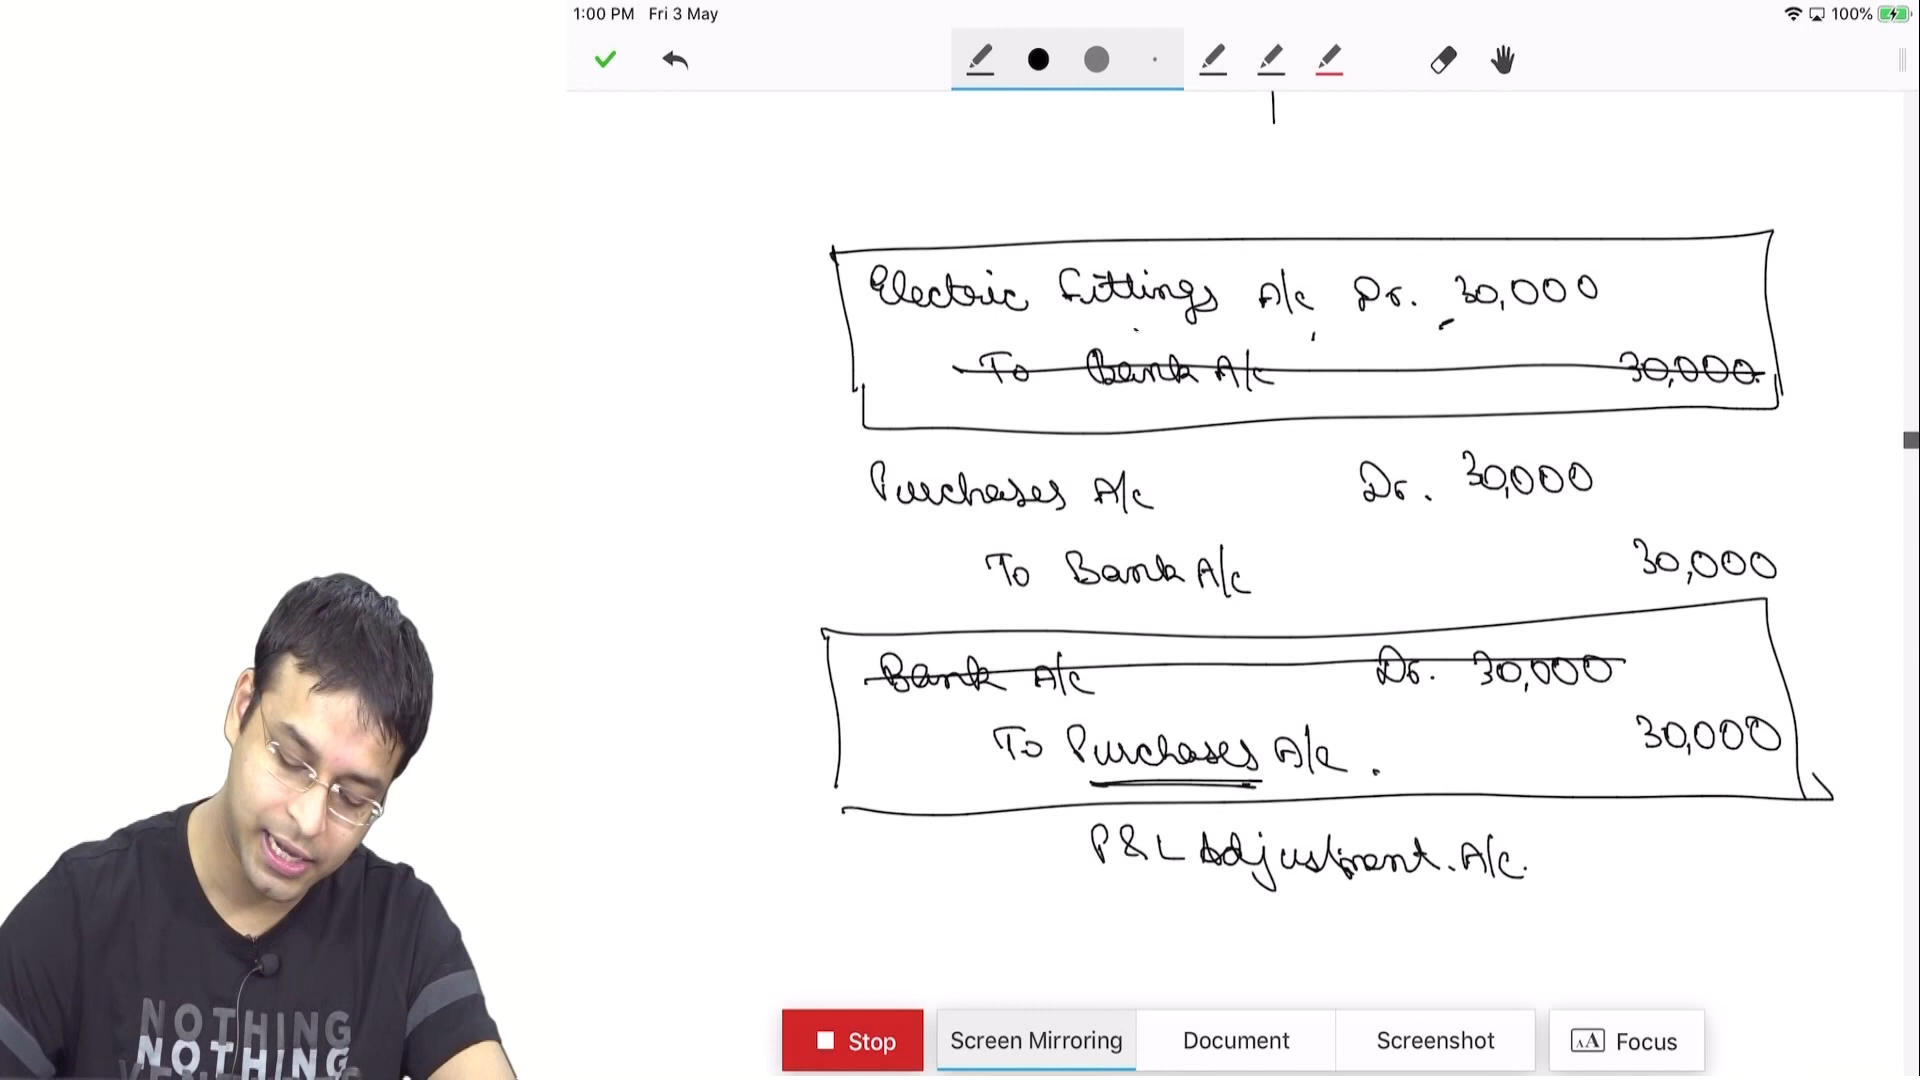 1:00 PM Fri 3 May
100%
Electric Fittings A/c Dr. 30,000
To Bank A/c 30,000.
Purchases A/c Dr. 30,000
To Bank A/c 30,000
Bank A/c Dr. 30,000
To Purchases A/c. 30,000
P & L Adjustment. A/c.
NOTHING
NOTHING
Stop
Screen Mirroring
Document
Screenshot
AA Focus